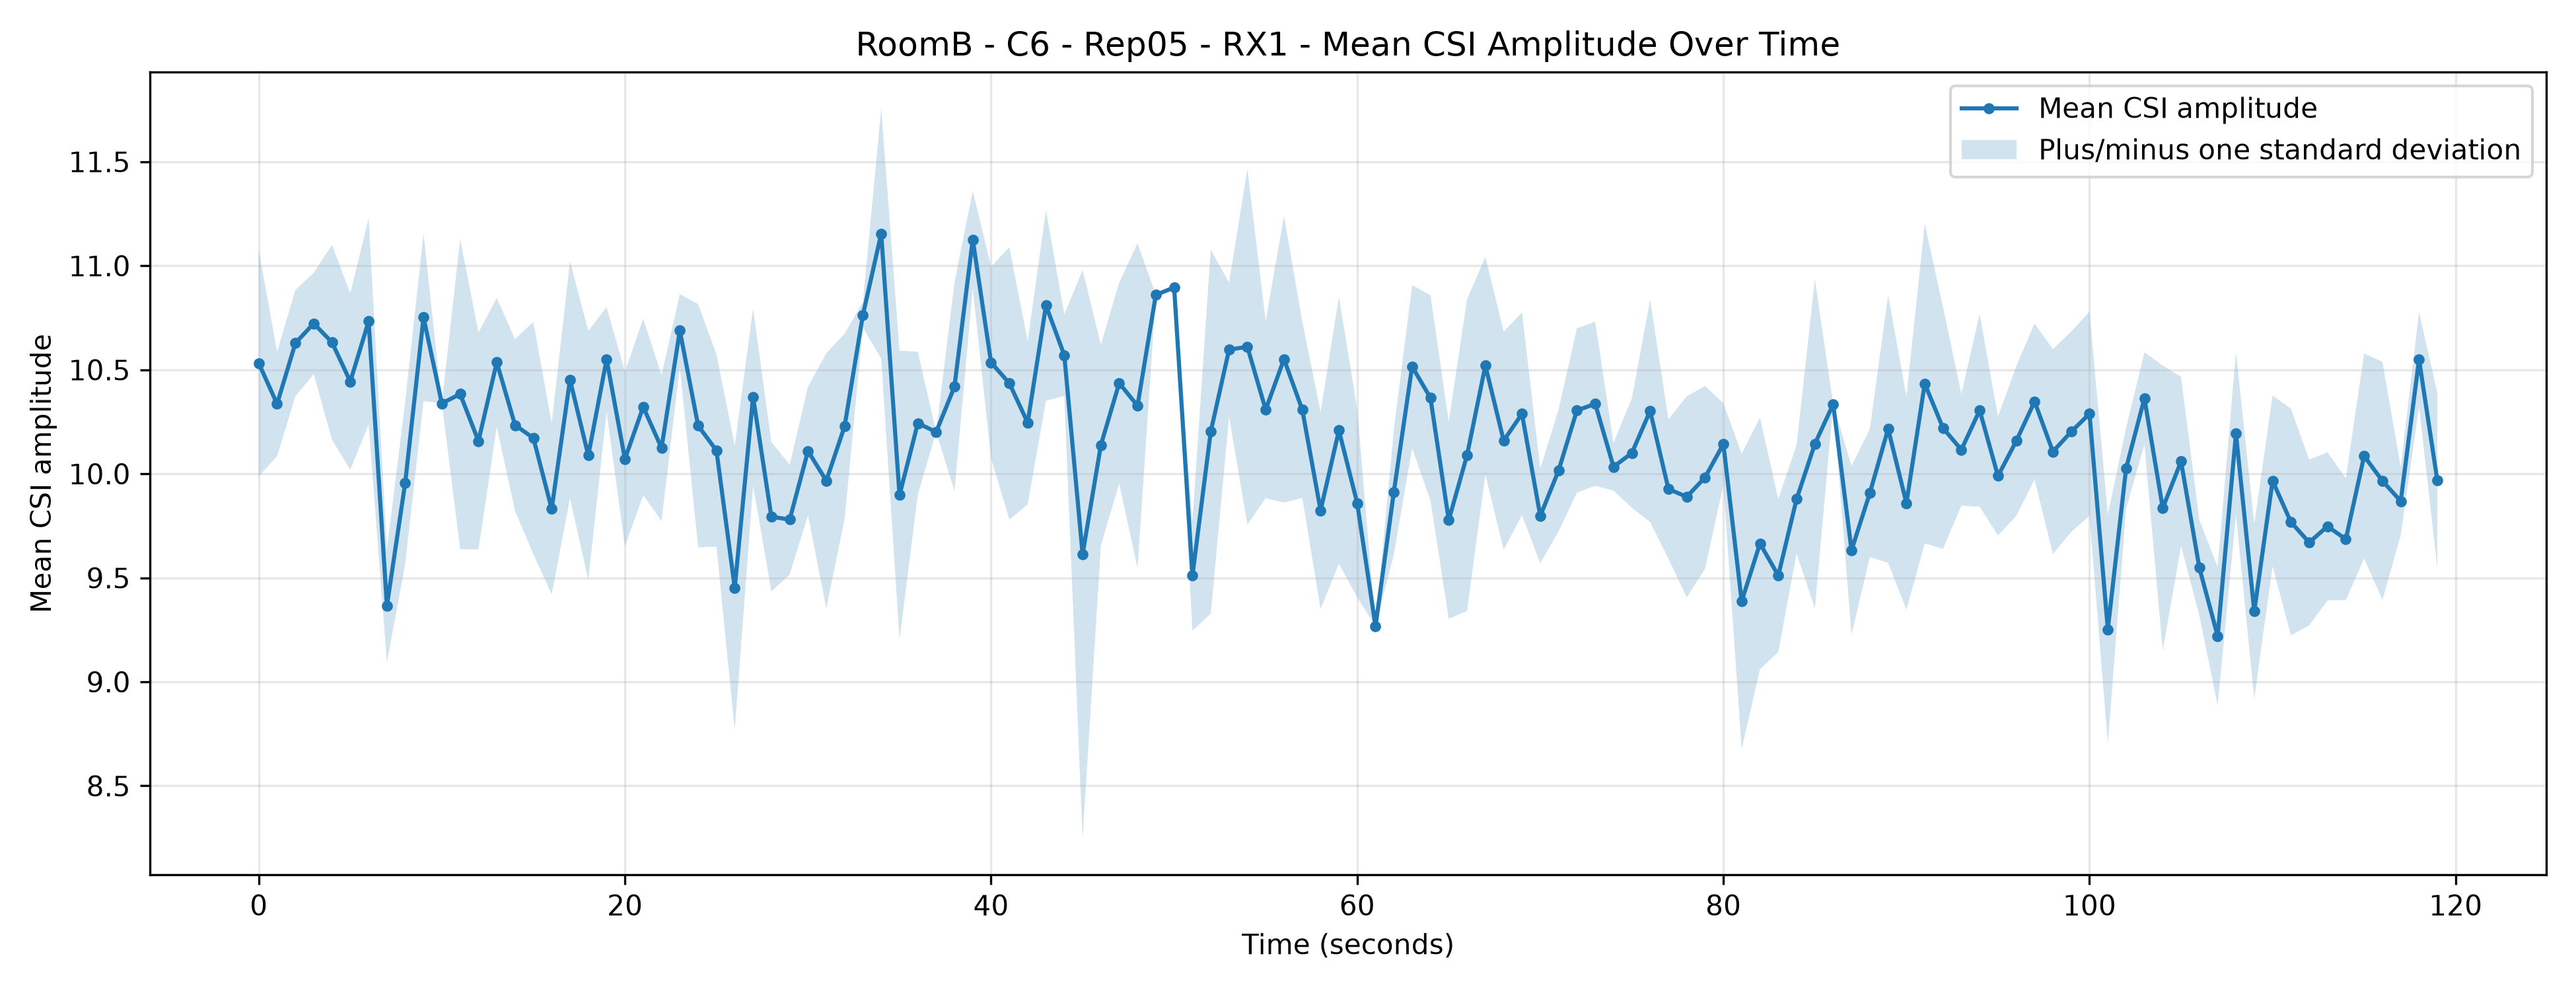 RoomB - C6 - Rep05 - RX1 - Mean CSI Amplitude Over Time
Mean CSI amplitude
Plus/minus one standard deviation
11.5
11.0
10.5
10.0
9.5
9.0
8.5
Mean CSI amplitude
0 20 40 60 80 100 120
Time (seconds)